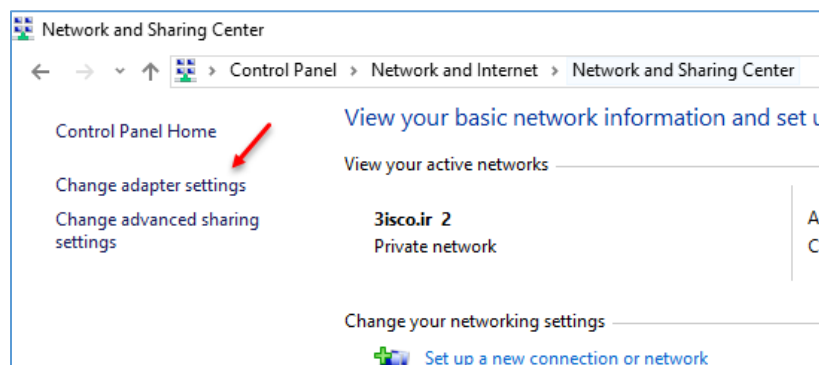 Network and Sharing Center
Control Panel > Network and Internet > Network and Sharing Center
Control Panel Home
Change adapter settings
Change advanced sharing
settings
View your basic network information and set
View your active networks
3isco.ir 2
Private network
Change your networking settings
Set up a new connection or network